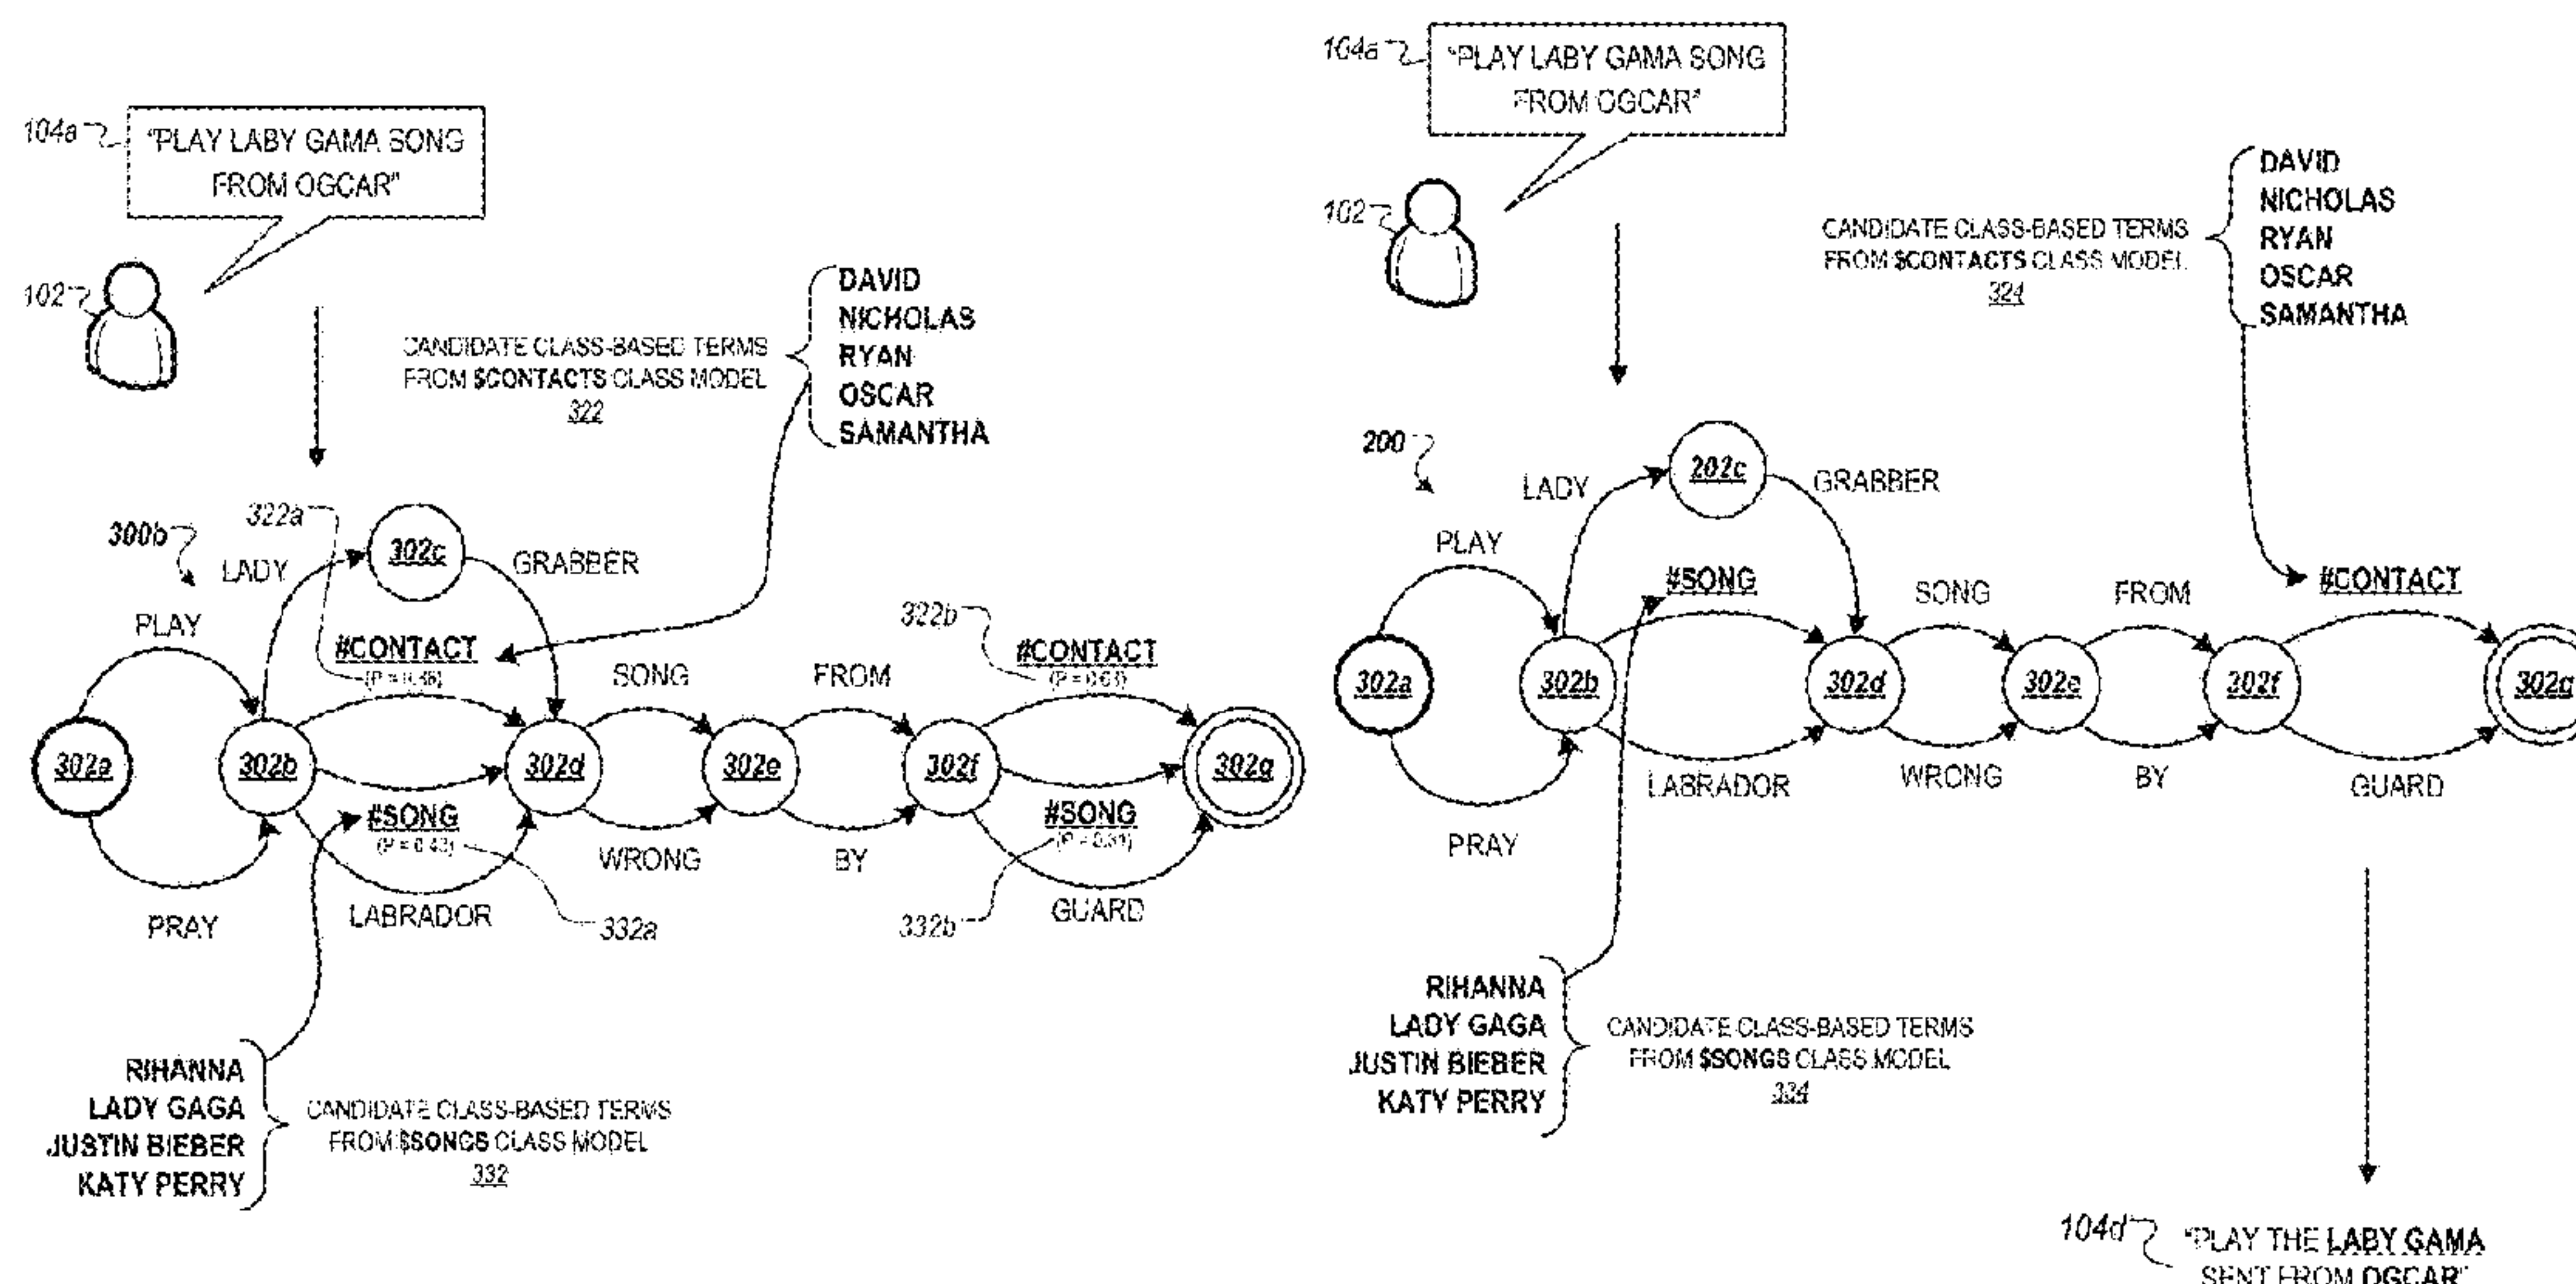 104a
"PLAY LABY GAMA SONG
FROM OGCAR"
102
CANDIDATE CLASS-BASED TERMS
FROM $CONTACTS CLASS MODEL
322
DAVID
NICHOLAS
RYAN
OSCAR
SAMANTHA
300b
322a
LADY
302c
GRABBER
PLAY
#CONTACT
SONG
FROM
322b
#CONTACT
302a
302b
302d
302e
302f
302g
#SONG
(P = 0.43)
#SONG
PRAY
LABRADOR
WRONG
BY
GUARD
332a
332b
RIHANNA
LADY GAGA
JUSTIN BIEBER
KATY PERRY
CANDIDATE CLASS-BASED TERMS
FROM $SONGS CLASS MODEL
332
104a
"PLAY LABY GAMA SONG
FROM OGCAR"
102
CANDIDATE CLASS-BASED TERMS
FROM $CONTACTS CLASS MODEL
324
DAVID
NICHOLAS
RYAN
OSCAR
SAMANTHA
200
LADY
202c
GRABBER
PLAY
#SONG
SONG
FROM
#CONTACT
302a
302b
302d
302e
302f
302g
PRAY
LABRADOR
WRONG
BY
GUARD
RIHANNA
LADY GAGA
JUSTIN BIEBER
KATY PERRY
CANDIDATE CLASS-BASED TERMS
FROM $SONGS CLASS MODEL
334
104d
"PLAY THE LABY GAMA
SENT FROM OGCAR"